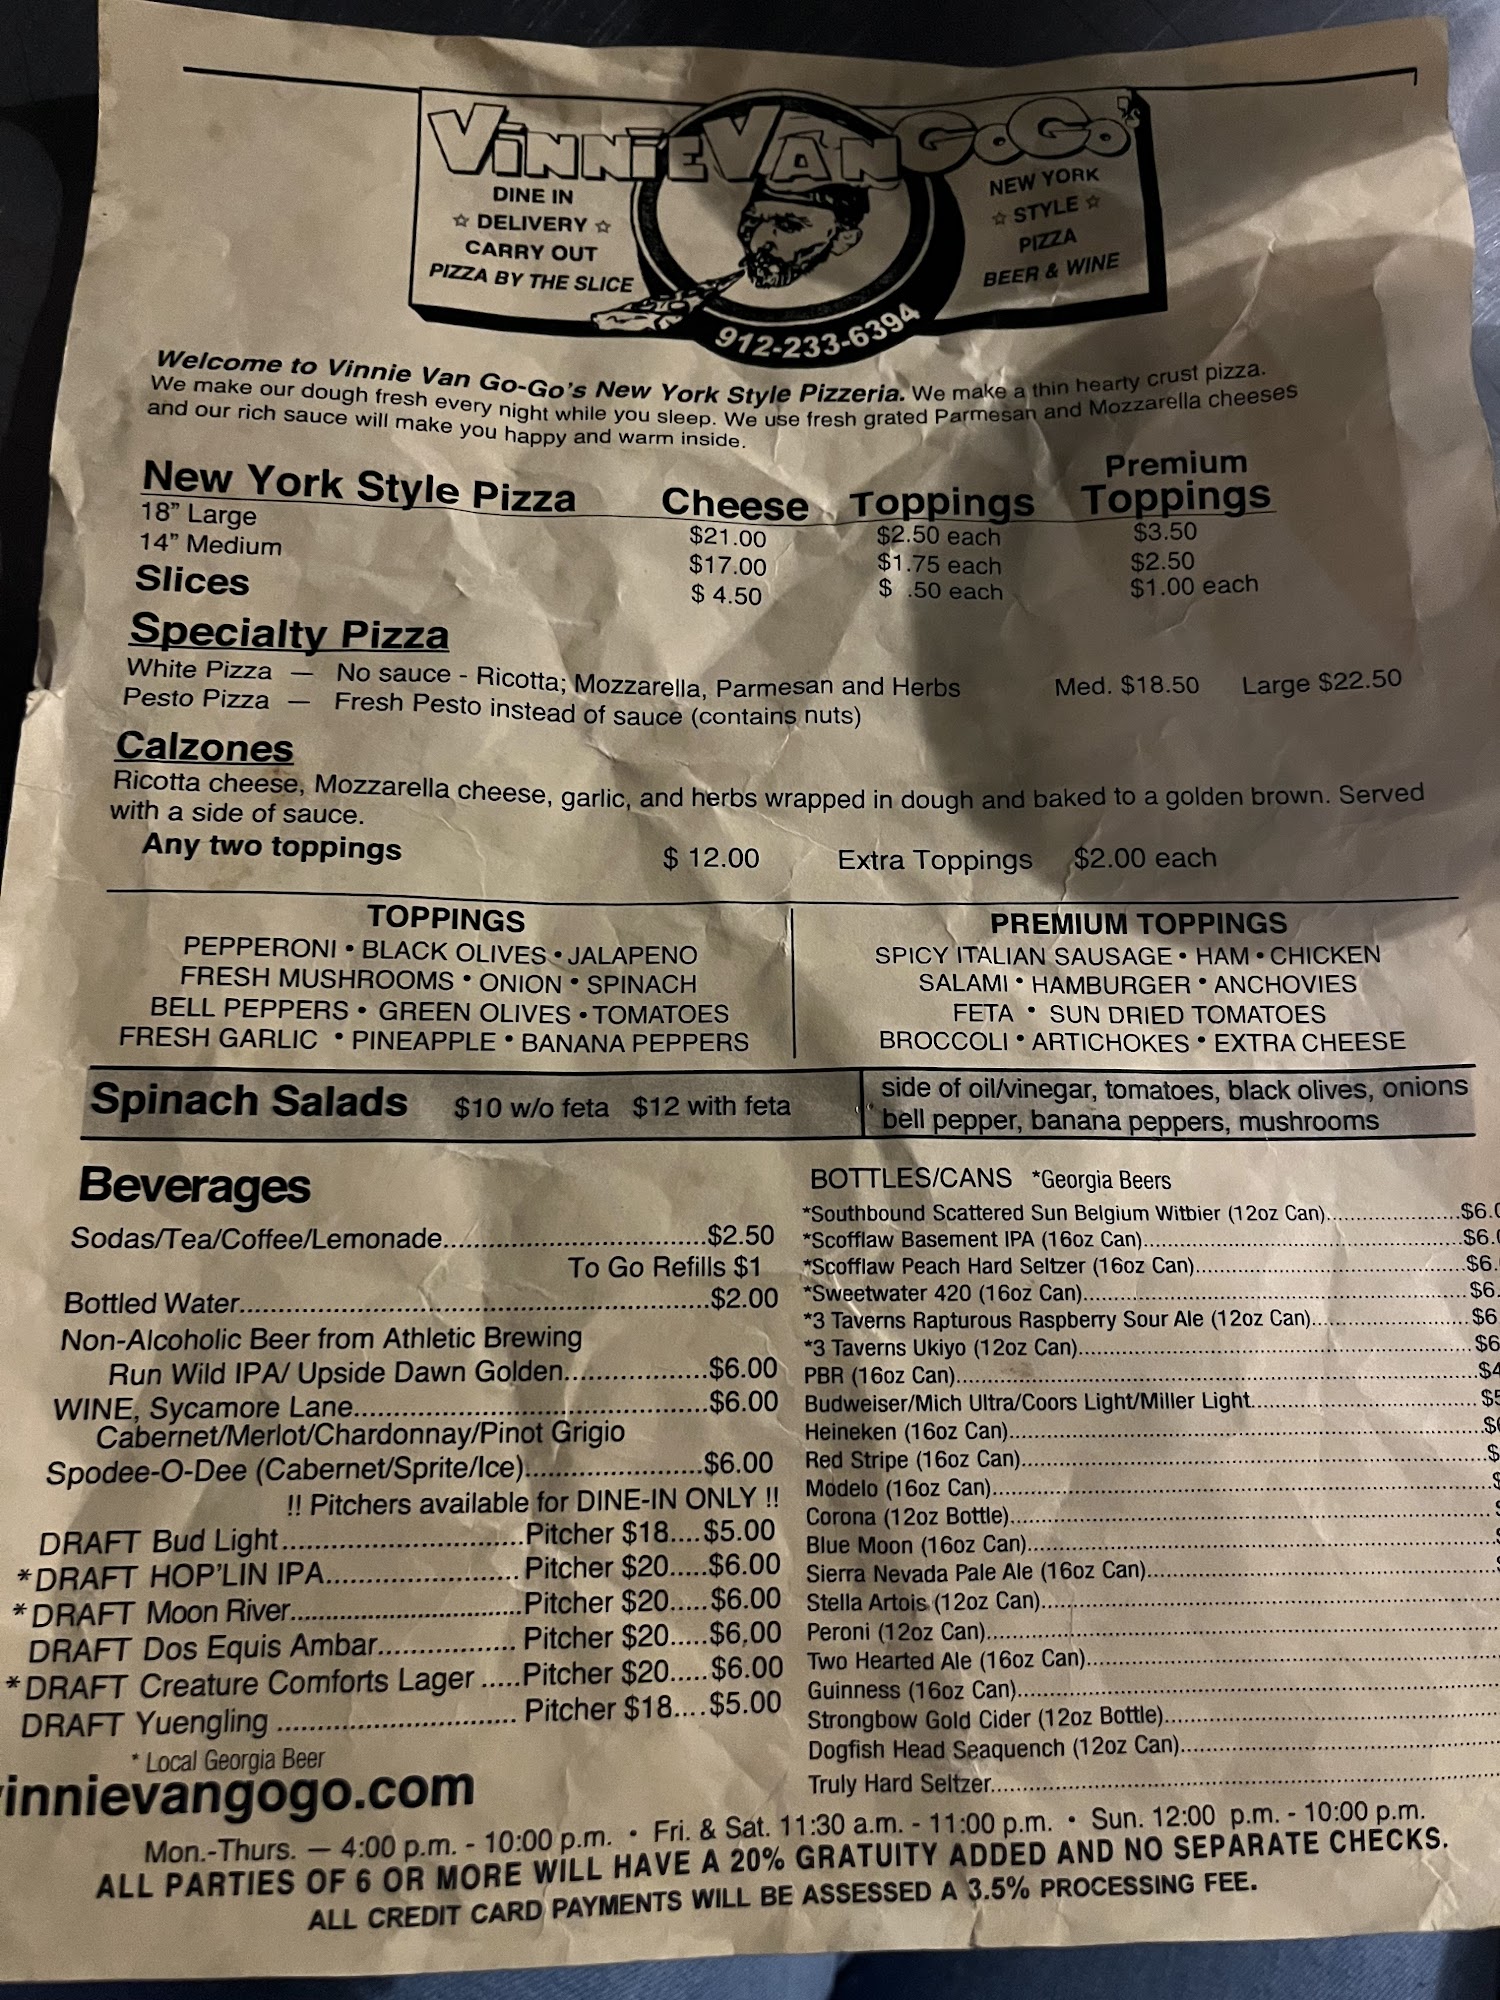 VINNIE VAN GOGO'S
DINE IN
☆ DELIVERY ☆
CARRY OUT
PIZZA BY THE SLICE
NEW YORK
☆ STYLE ☆
PIZZA
BEER & WINE
912-233-6394
Welcome to Vinnie Van Go-Go's New York Style Pizzeria. We make a thin hearty crust pizza.
We make our dough fresh every night while you sleep. We use fresh grated Parmesan and Mozzarella cheeses
and our rich sauce will make you happy and warm inside.
New York Style Pizza Cheese Toppings Premium Toppings
18" Large $21.00 $2.50 each $3.50
14" Medium $17.00 $1.75 each $2.50
Slices $ 4.50 $ .50 each $1.00 each
Specialty Pizza
White Pizza — No sauce - Ricotta; Mozzarella, Parmesan and Herbs Med. $18.50 Large $22.50
Pesto Pizza — Fresh Pesto instead of sauce (contains nuts)
Calzones
Ricotta cheese, Mozzarella cheese, garlic, and herbs wrapped in dough and baked to a golden brown. Served
with a side of sauce.
Any two toppings $ 12.00 Extra Toppings $2.00 each
TOPPINGS
PEPPERONI • BLACK OLIVES • JALAPENO
FRESH MUSHROOMS • ONION • SPINACH
BELL PEPPERS • GREEN OLIVES • TOMATOES
FRESH GARLIC • PINEAPPLE • BANANA PEPPERS
PREMIUM TOPPINGS
SPICY ITALIAN SAUSAGE • HAM • CHICKEN
SALAMI • HAMBURGER • ANCHOVIES
FETA • SUN DRIED TOMATOES
BROCCOLI • ARTICHOKES • EXTRA CHEESE
Spinach Salads $10 w/o feta $12 with feta
side of oil/vinegar, tomatoes, black olives, onions
bell pepper, banana peppers, mushrooms
Beverages
Sodas/Tea/Coffee/Lemonade..............................$2.50
To Go Refills $1
Bottled Water.....................................................$2.00
Non-Alcoholic Beer from Athletic Brewing
Run Wild IPA/ Upside Dawn Golden................$6.00
WINE, Sycamore Lane........................................$6.00
Cabernet/Merlot/Chardonnay/Pinot Grigio
Spodee-O-Dee (Cabernet/Sprite/Ice)....................$6.00
!! Pitchers available for DINE-IN ONLY !!
DRAFT Bud Light...........................Pitcher $18....$5.00
*DRAFT HOP'LIN IPA......................Pitcher $20.....$6.00
*DRAFT Moon River..........................Pitcher $20.....$6.00
DRAFT Dos Equis Ambar................Pitcher $20.....$6.00
*DRAFT Creature Comforts Lager .....Pitcher $20.....$6.00
DRAFT Yuengling ............................Pitcher $18....$5.00
* Local Georgia Beer
BOTTLES/CANS *Georgia Beers
*Southbound Scattered Sun Belgium Witbier (12oz Can)....................$6.0
*Scofflaw Basement IPA (16oz Can)....................$6.
*Scofflaw Peach Hard Seltzer (16oz Can)....................$6.
*Sweetwater 420 (16oz Can)....................$6.
*3 Taverns Rapturous Raspberry Sour Ale (12oz Can)....................$6
*3 Taverns Ukiyo (12oz Can)....................$6
PBR (16oz Can)....................$4
Budweiser/Mich Ultra/Coors Light/Miller Light....................$5
Heineken (16oz Can)....................$
Red Stripe (16oz Can)....................$
Modelo (16oz Can)....................
Corona (12oz Bottle)....................
Blue Moon (16oz Can)....................
Sierra Nevada Pale Ale (16oz Can)....................
Stella Artois (12oz Can)....................
Peroni (12oz Can)....................
Two Hearted Ale (16oz Can)....................
Guinness (16oz Can)....................
Strongbow Gold Cider (12oz Bottle)....................
Dogfish Head Seaquench (12oz Can)....................
Truly Hard Seltzer....................
innievangogo.com
Mon.-Thurs. — 4:00 p.m. - 10:00 p.m. • Fri. & Sat. 11:30 a.m. - 11:00 p.m. • Sun. 12:00 p.m. - 10:00 p.m.
ALL PARTIES OF 6 OR MORE WILL HAVE A 20% GRATUITY ADDED AND NO SEPARATE CHECKS.
ALL CREDIT CARD PAYMENTS WILL BE ASSESSED A 3.5% PROCESSING FEE.